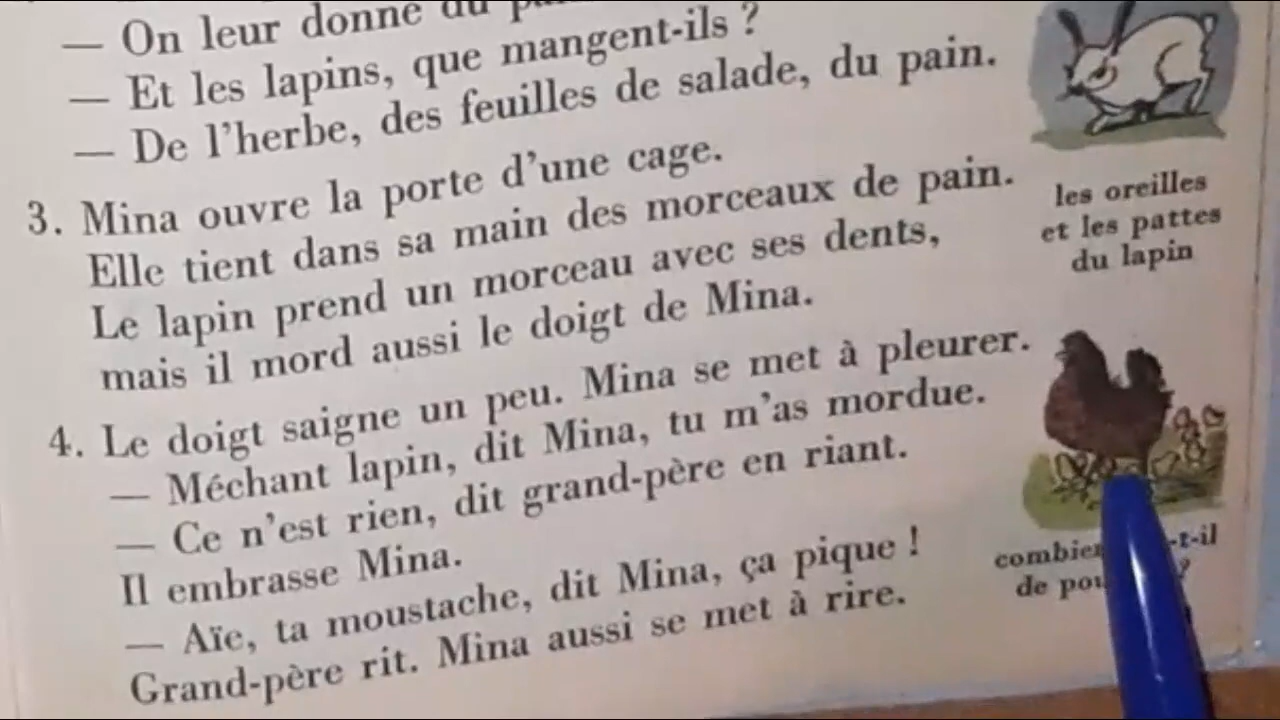 — On leur donne du
— Et les lapins, que mangent-ils ?
— De l'herbe, des feuilles de salade, du pain.
3. Mina ouvre la porte d'une cage.
Elle tient dans sa main des morceaux de pain.
Le lapin prend un morceau avec ses dents,
mais il mord aussi le doigt de Mina.
4. Le doigt saigne un peu. Mina se met à pleurer.
— Méchant lapin, dit Mina, tu m'as mordue.
— Ce n'est rien, dit grand-père en riant.
Il embrasse Mina.
— Aïe, ta moustache, dit Mina, ça pique !
Grand-père rit. Mina aussi se met à rire.
les oreilles
et les pattes
du lapin
combien -t-il
de ?